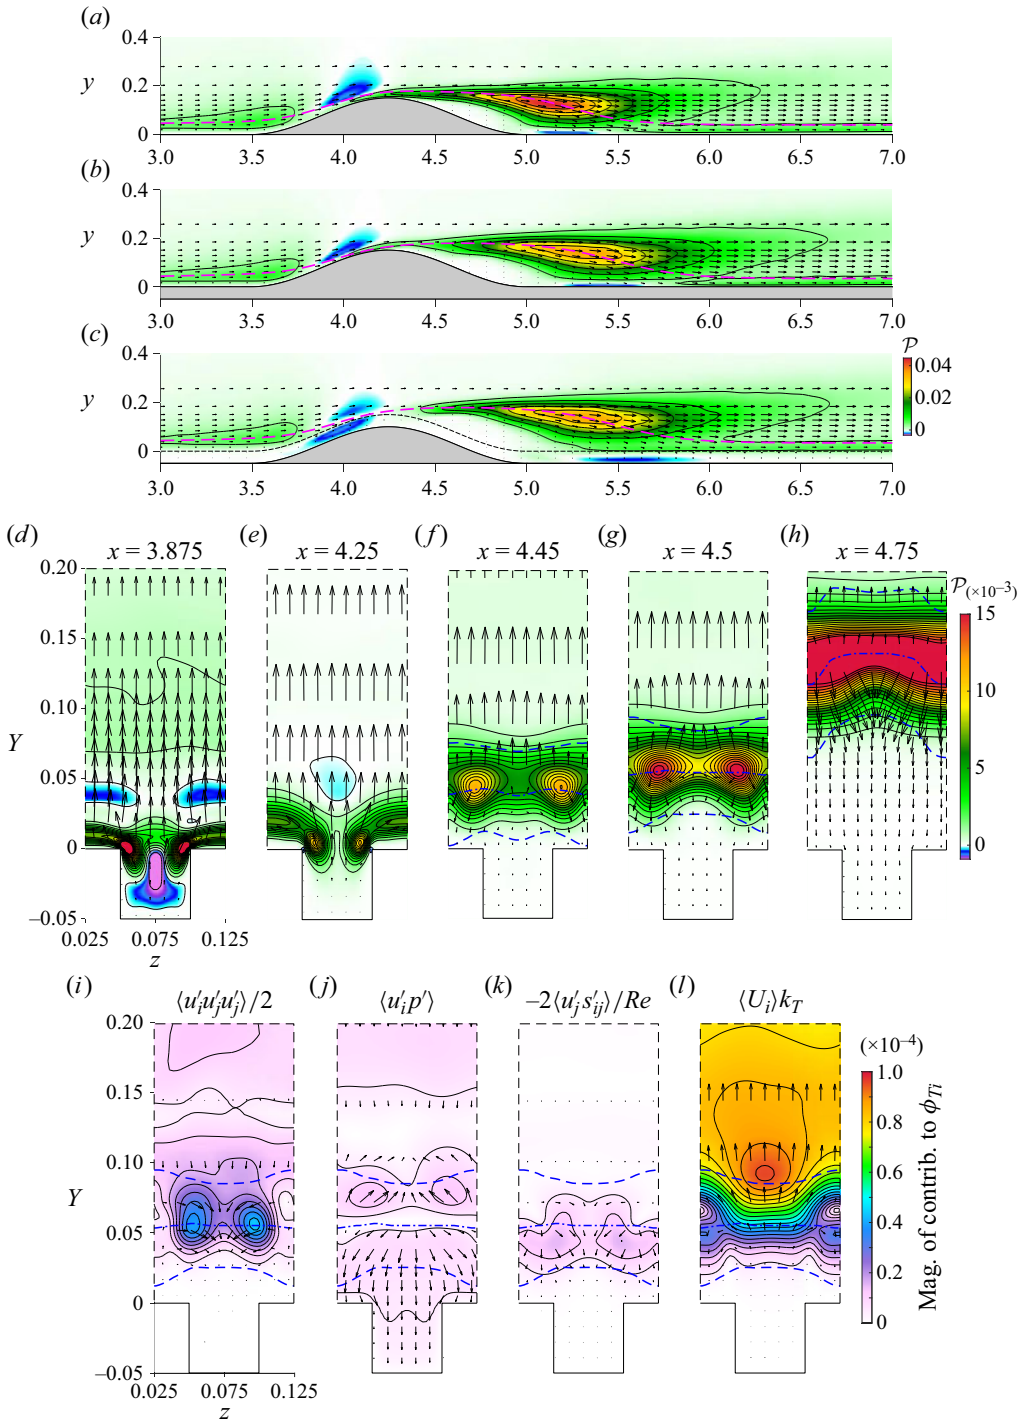 (a)
0.4
y 0.2
0
3.0 3.5 4.0 4.5 5.0 5.5 6.0 6.5 7.0
(b)
0.4
y 0.2
0
3.0 3.5 4.0 4.5 5.0 5.5 6.0 6.5 7.0
(c)
0.4
y 0.2
0
3.0 3.5 4.0 4.5 5.0 5.5 6.0 6.5 7.0
𝒫
0.04
0.02
0
(d) (e) (f) (g) (h)
x = 3.875 x = 4.25 x = 4.45 x = 4.5 x = 4.75
0.20
0.15
0.10
Y
0.05
0
−0.05
0.025 0.075 0.125
z
𝒫(×10⁻³)
15
10
5
0
(i) (j) (k) (l)
⟨u′ᵢu′ⱼu′ⱼ⟩/2 ⟨u′ᵢp′⟩ −2⟨u′ⱼs′ᵢⱼ⟩/Re ⟨Uᵢ⟩k_T
0.20
0.15
0.10
Y
0.05
0
−0.05
0.025 0.075 0.125
z
(×10⁻⁴)
1.0
0.8
0.6
0.4
0.2
0
Mag. of contrib. to ϕ_Ti